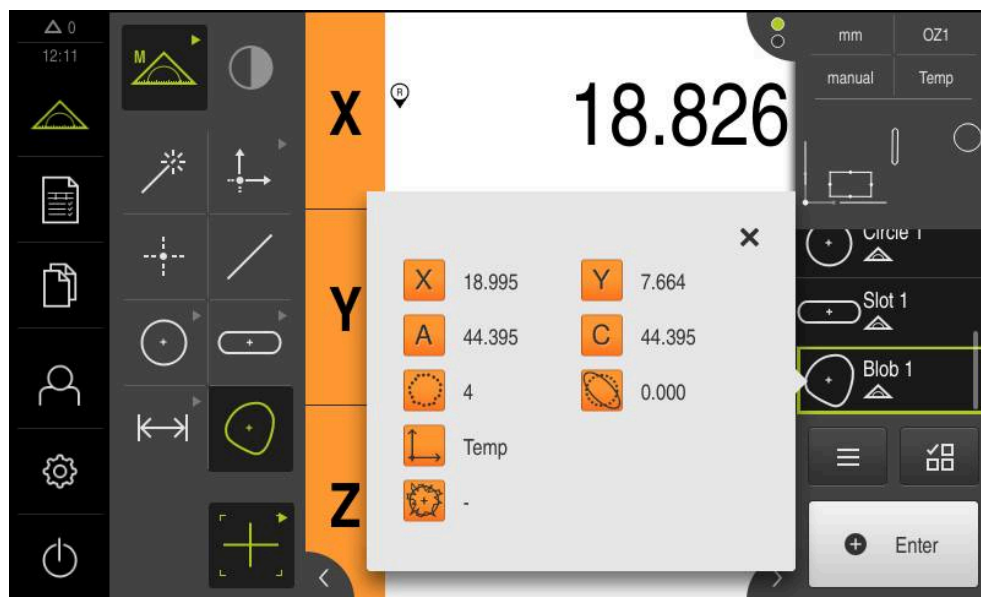 0
12:11
M
X
R
18.826
mm
OZ1
manual
Temp
Circle 1
Slot 1
Blob 1
Y
Z
X 18.995
Y 7.664
A 44.395
C 44.395
4
0.000
Temp
-
Enter